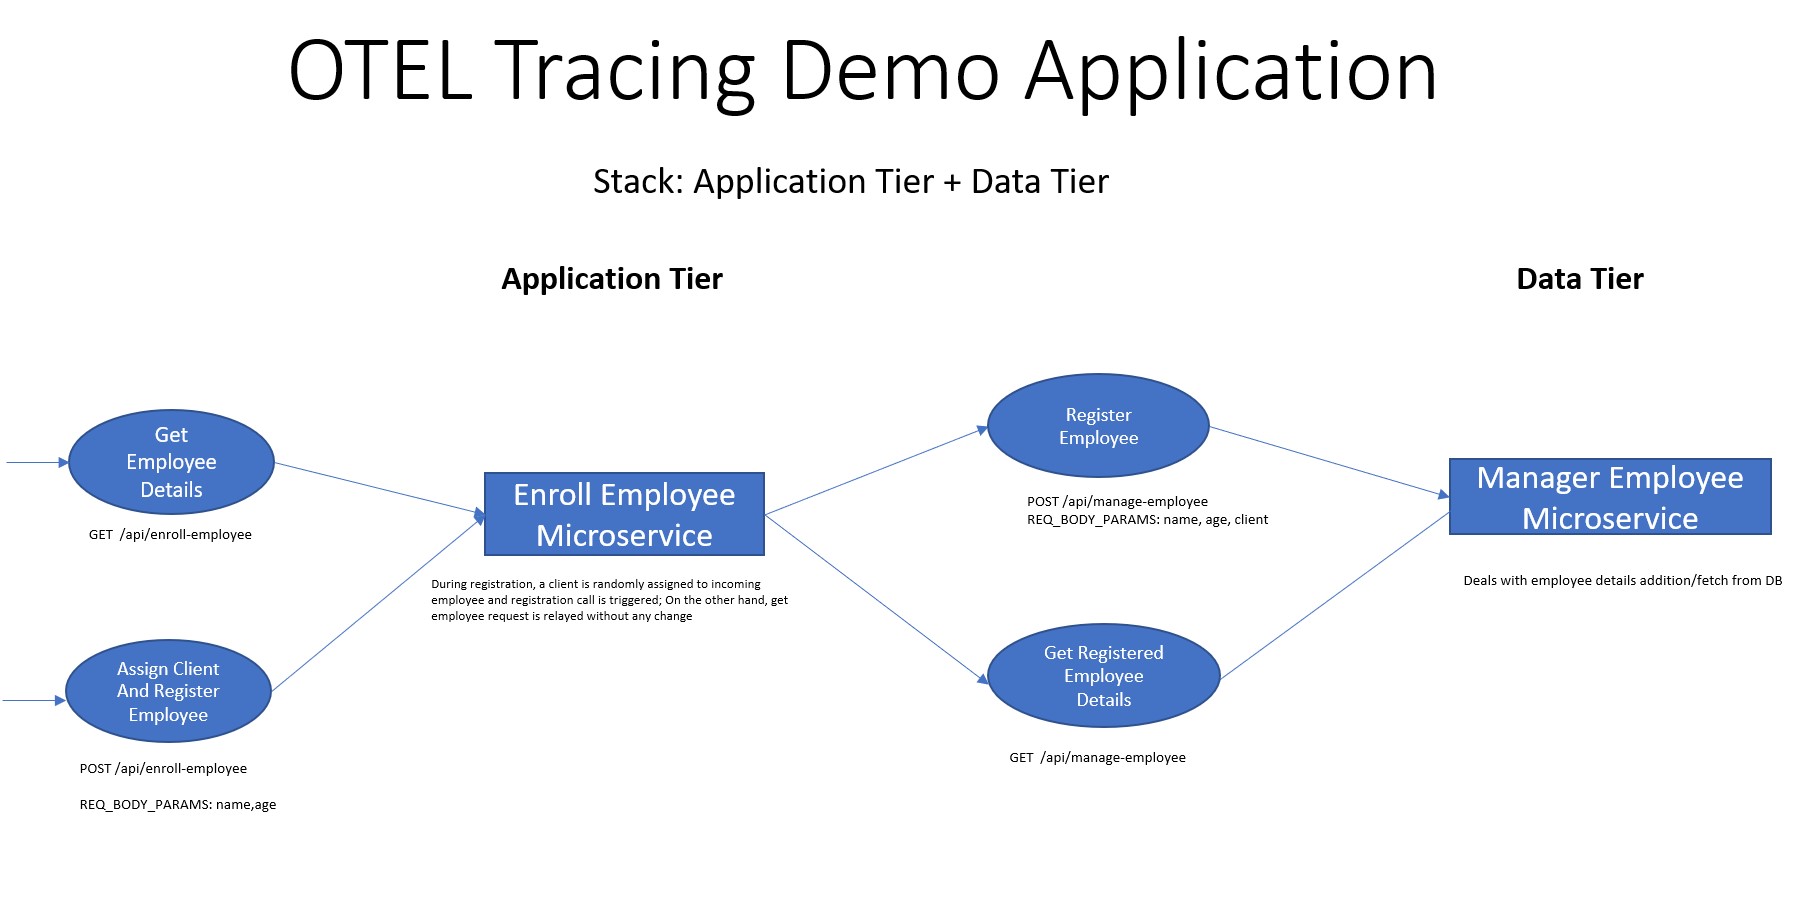 OTEL Tracing Demo Application
Stack: Application Tier + Data Tier
Application Tier
Data Tier
Get
Employee
Details
GET  /api/enroll-employee
Assign Client
And Register
Employee
POST /api/enroll-employee
REQ_BODY_PARAMS: name,age
Enroll Employee
Microservice
During registration, a client is randomly assigned to incoming
employee and registration call is triggered; On the other hand, get
employee request is relayed without any change
Register
Employee
POST /api/manage-employee
REQ_BODY_PARAMS: name, age, client
Get Registered
Employee
Details
GET  /api/manage-employee
Manager Employee
Microservice
Deals with employee details addition/fetch from DB